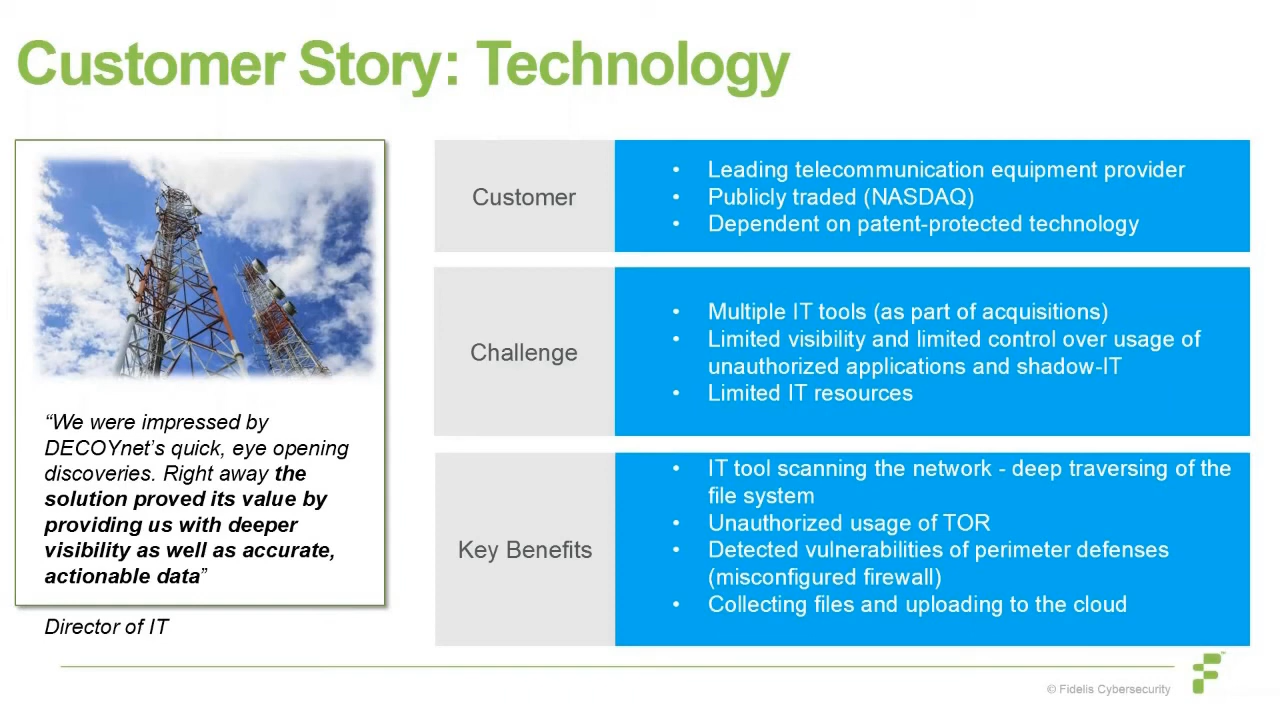 Customer Story: Technology
“We were impressed by
DECOYnet’s quick, eye opening
discoveries. Right away the
solution proved its value by
providing us with deeper
visibility as well as accurate,
actionable data”
Director of IT
Customer
• Leading telecommunication equipment provider
• Publicly traded (NASDAQ)
• Dependent on patent-protected technology
Challenge
• Multiple IT tools (as part of acquisitions)
• Limited visibility and limited control over usage of
unauthorized applications and shadow-IT
• Limited IT resources
Key Benefits
• IT tool scanning the network - deep traversing of the
file system
• Unauthorized usage of TOR
• Detected vulnerabilities of perimeter defenses
(misconfigured firewall)
• Collecting files and uploading to the cloud
© Fidelis Cybersecurity